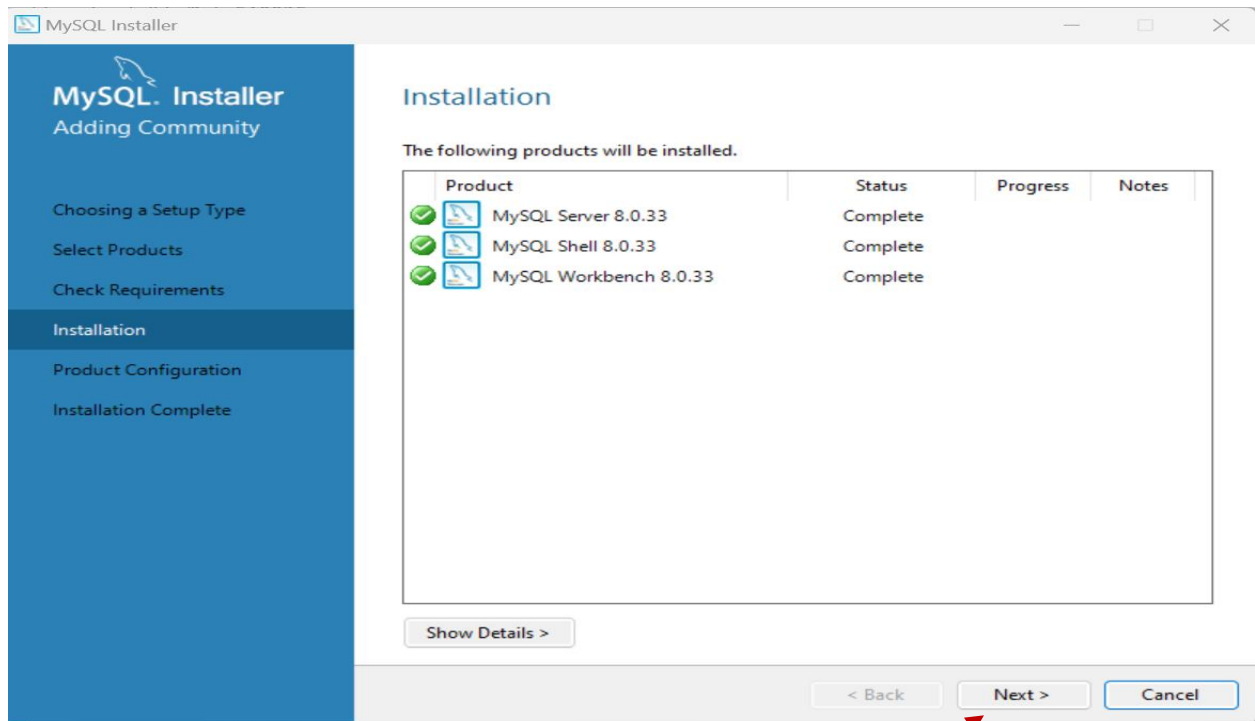 MySQL Installer
MySQL. Installer
Adding Community
Choosing a Setup Type
Select Products
Check Requirements
Installation
Product Configuration
Installation Complete
Installation
The following products will be installed.
Product Status Progress Notes
MySQL Server 8.0.33 Complete
MySQL Shell 8.0.33 Complete
MySQL Workbench 8.0.33 Complete
Show Details >
< Back Next > Cancel